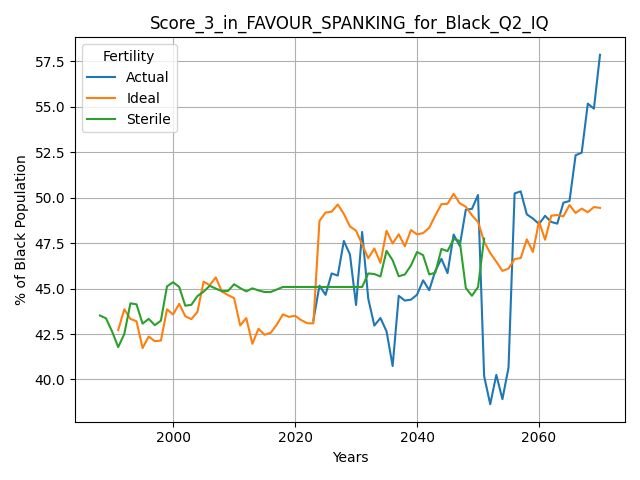 Score_3_in_FAVOUR_SPANKING_for_Black_Q2_IQ
Fertility
Actual
Ideal
Sterile
% of Black Population
57.5
55.0
52.5
50.0
47.5
45.0
42.5
40.0
2000
2020
2040
2060
Years